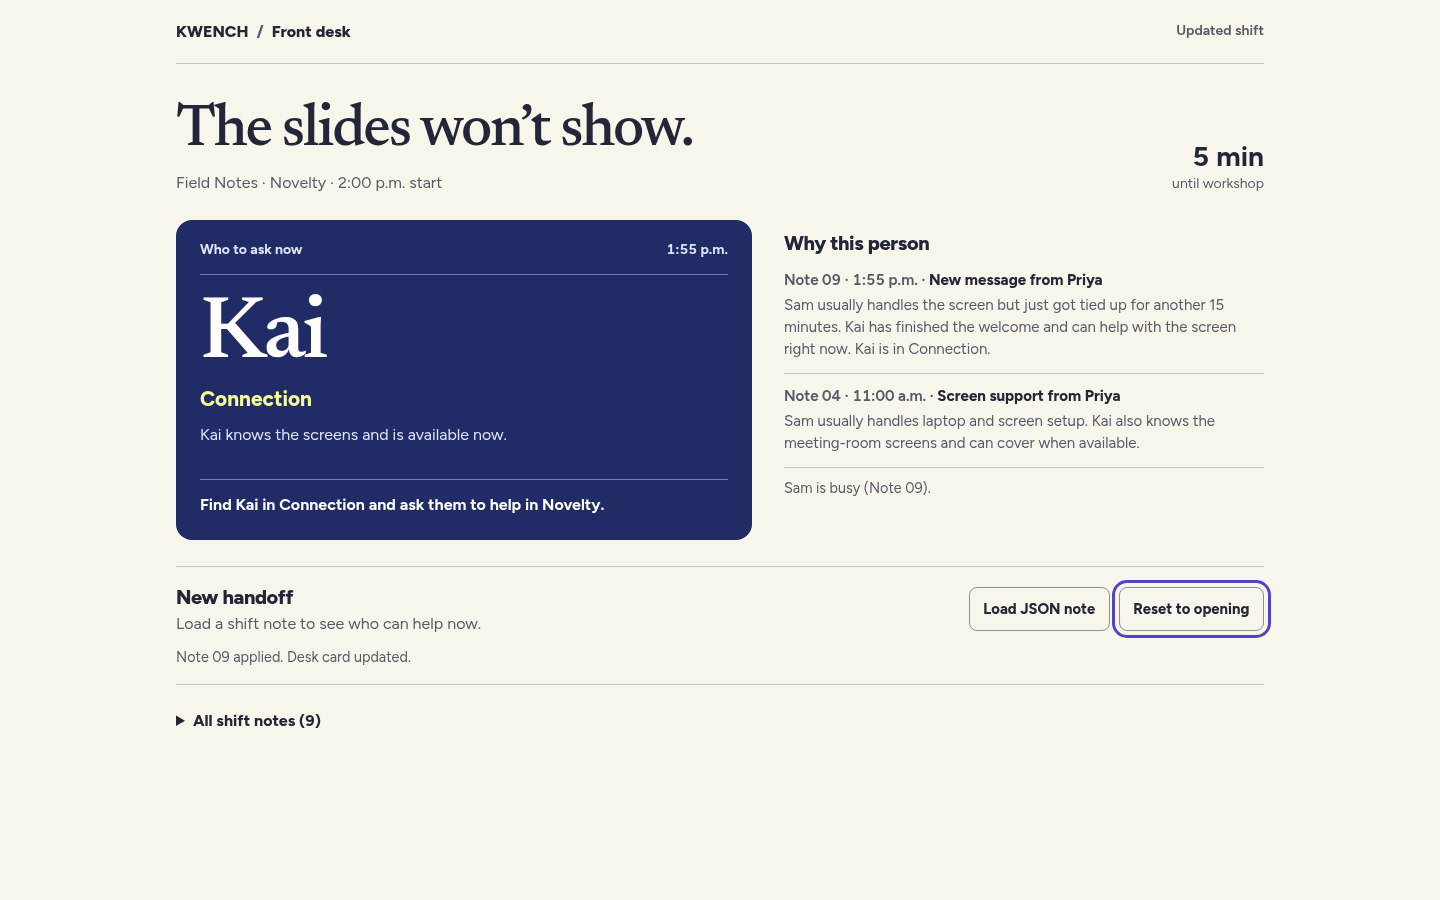 KWENCH / Front desk
Updated shift
The slides won’t show.
Field Notes · Novelty · 2:00 p.m. start
5 min
until workshop
Who to ask now
1:55 p.m.
Kai
Connection
Kai knows the screens and is available now.
Find Kai in Connection and ask them to help in Novelty.
Why this person
Note 09 · 1:55 p.m. · New message from Priya
Sam usually handles the screen but just got tied up for another 15
minutes. Kai has finished the welcome and can help with the screen
right now. Kai is in Connection.
Note 04 · 11:00 a.m. · Screen support from Priya
Sam usually handles laptop and screen setup. Kai also knows the
meeting-room screens and can cover when available.
Sam is busy (Note 09).
New handoff
Load a shift note to see who can help now.
Note 09 applied. Desk card updated.
Load JSON note
Reset to opening
All shift notes (9)